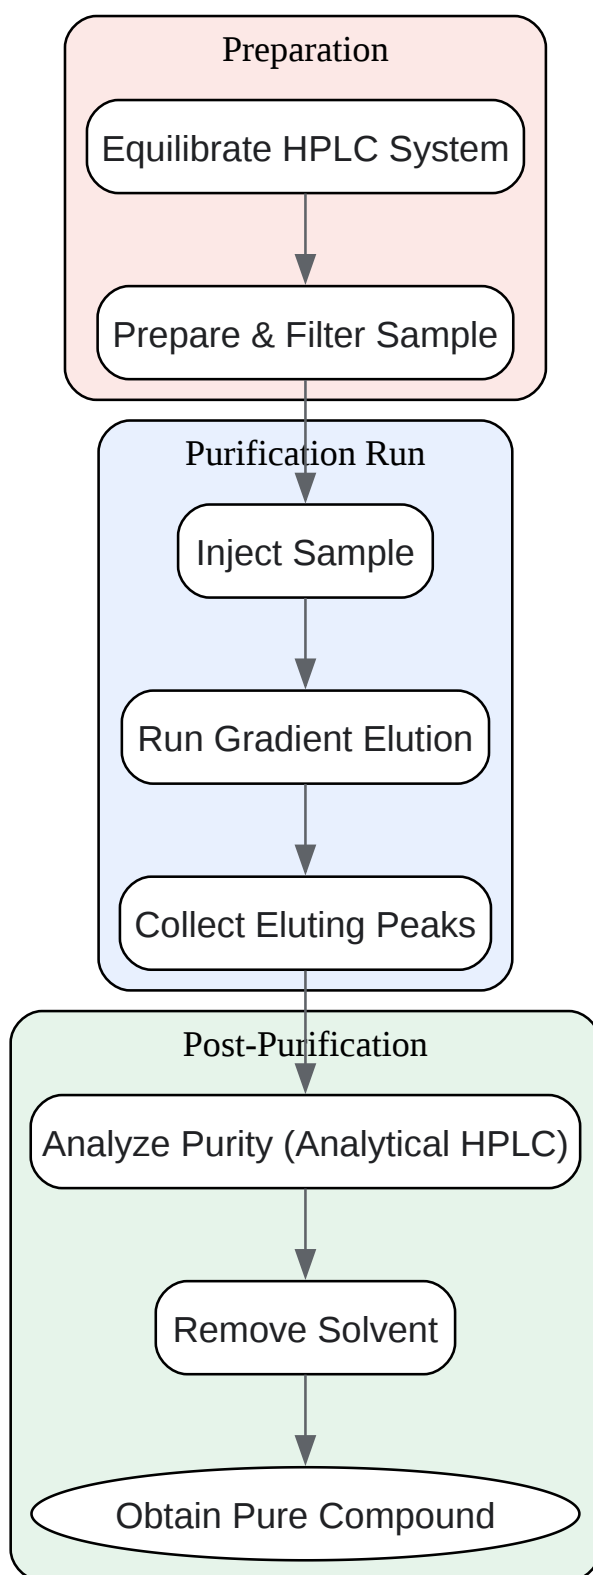 Preparation
Equilibrate HPLC System
Prepare & Filter Sample
Purification Run
Inject Sample
Run Gradient Elution
Collect Eluting Peaks
Post-Purification
Analyze Purity (Analytical HPLC)
Remove Solvent
Obtain Pure Compound